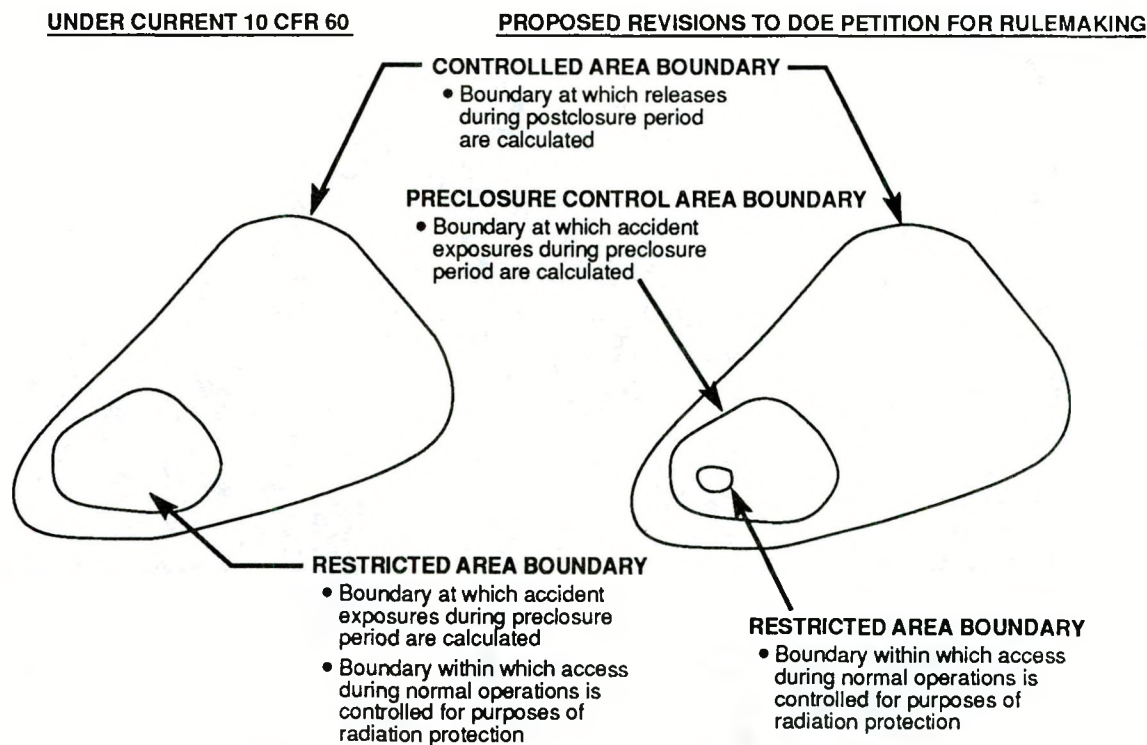 UNDER CURRENT 10 CFR 60
PROPOSED REVISIONS TO DOE PETITION FOR RULEMAKING
CONTROLLED AREA BOUNDARY
• Boundary at which releases
during postclosure period
are calculated
PRECLOSURE CONTROL AREA BOUNDARY
• Boundary at which accident
exposures during preclosure
period are calculated
RESTRICTED AREA BOUNDARY
• Boundary at which accident
exposures during preclosure
period are calculated
• Boundary within which access
during normal operations is
controlled for purposes of
radiation protection
RESTRICTED AREA BOUNDARY
• Boundary within which access
during normal operations is
controlled for purposes of
radiation protection